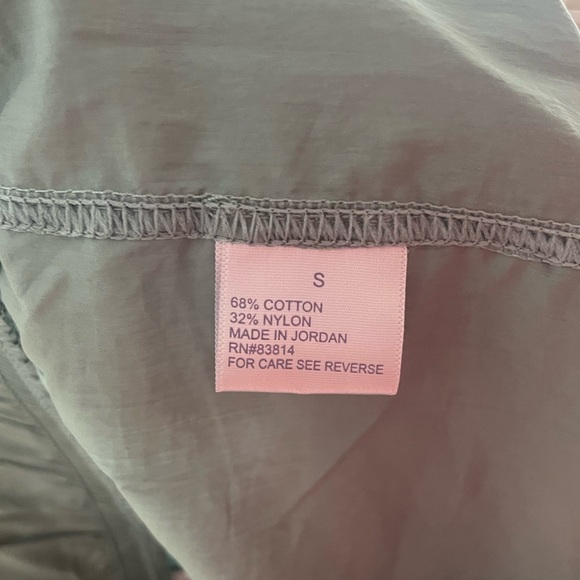 S
68% COTTON
32% NYLON
MADE IN JORDAN
RN#83814
FOR CARE SEE REVERSE